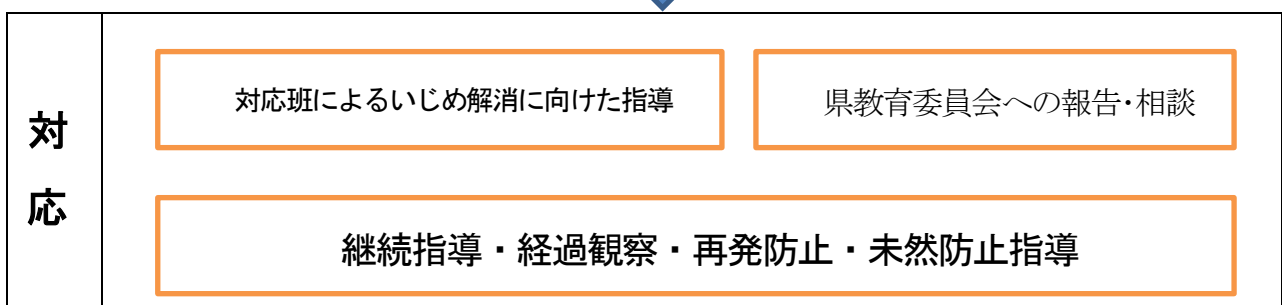 対応
対応班によるいじめ解消に向けた指導
県教育委員会への報告・相談
継続指導・経過観察・再発防止・未然防止指導